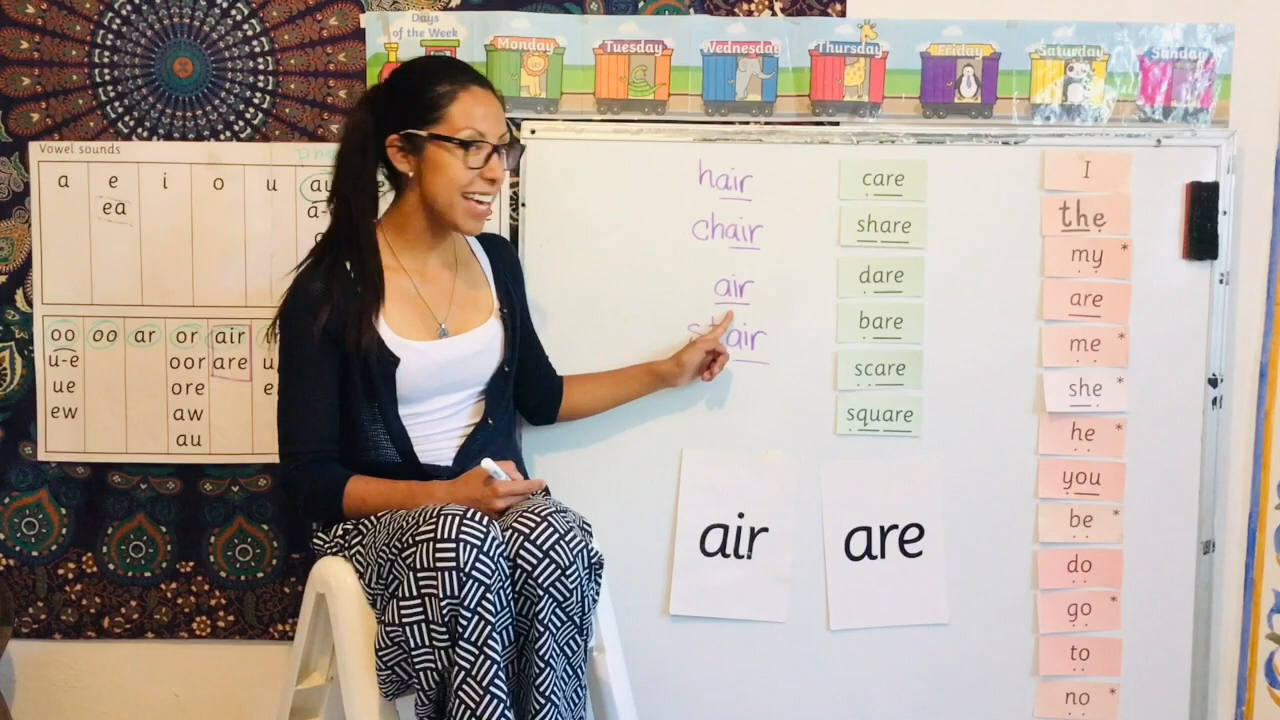 Days
of the Week
Monday
Tuesday
Wednesday
Thursday
Friday
Saturday
Sunday
Vowel sounds
a e i o u
ea
oo oo ar or air
u-e oor are
ue ore
ew aw
au
hair
chair
air
stair
care
share
dare
bare
scare
square
air
are
I
the
my *
are
me *
she *
he *
you
be *
do
go *
to
no *